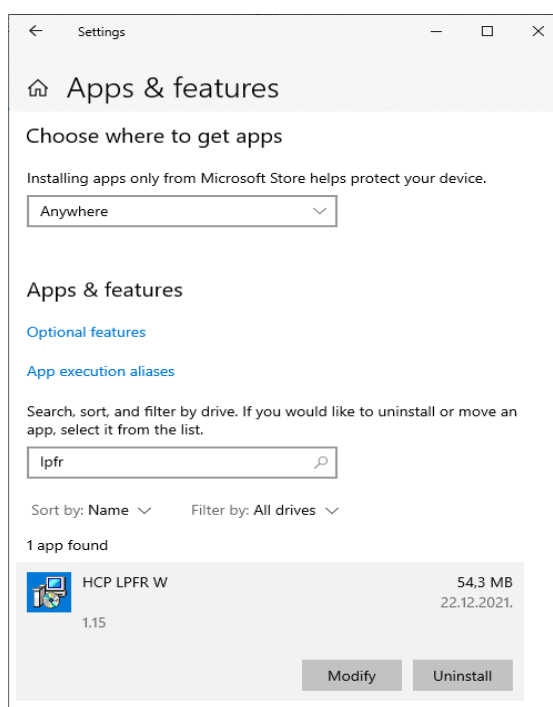 Settings
Apps & features
Choose where to get apps
Installing apps only from Microsoft Store helps protect your device.
Anywhere
Apps & features
Optional features
App execution aliases
Search, sort, and filter by drive. If you would like to uninstall or move an
app, select it from the list.
lpfr
Sort by: Name Filter by: All drives
1 app found
HCP LPFR W 54,3 MB
22.12.2021.
1.15
Modify Uninstall